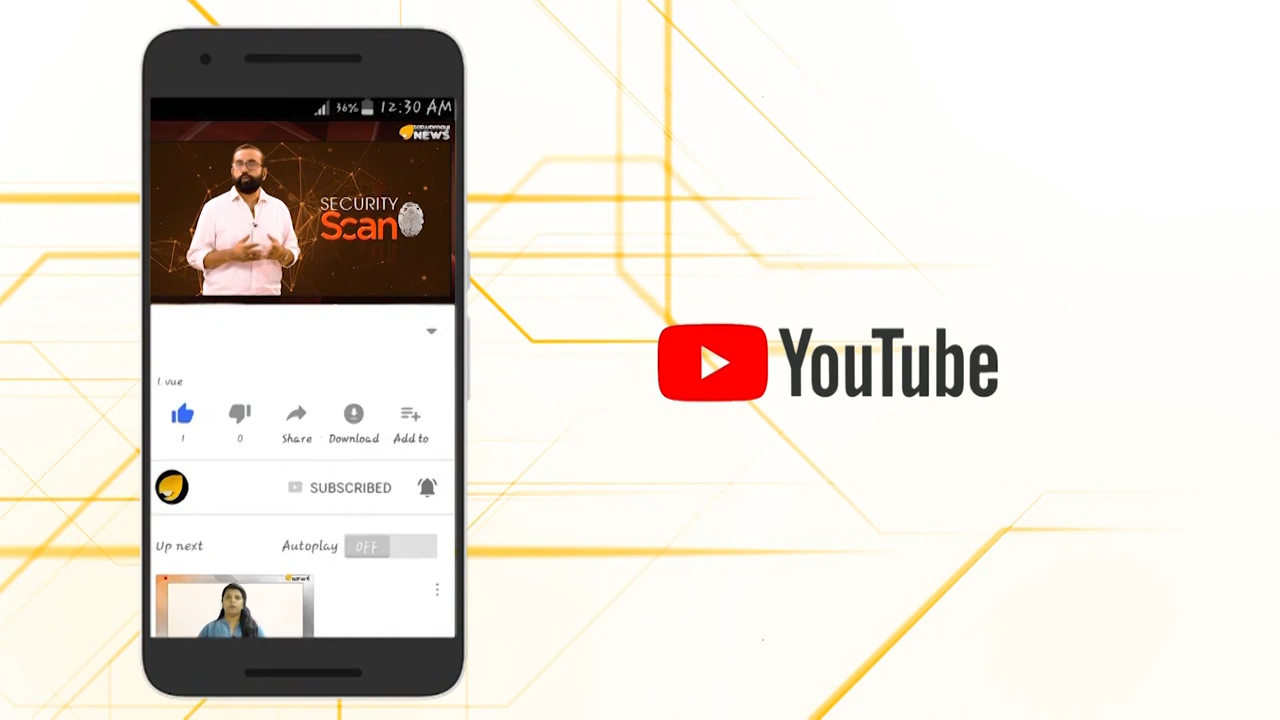 36% 12:30 AM
NEWS
SECURITY
Scan
1 vue
1 0 Share Download Add to
SUBSCRIBED
Up next Autoplay OFF
NEWS
YouTube